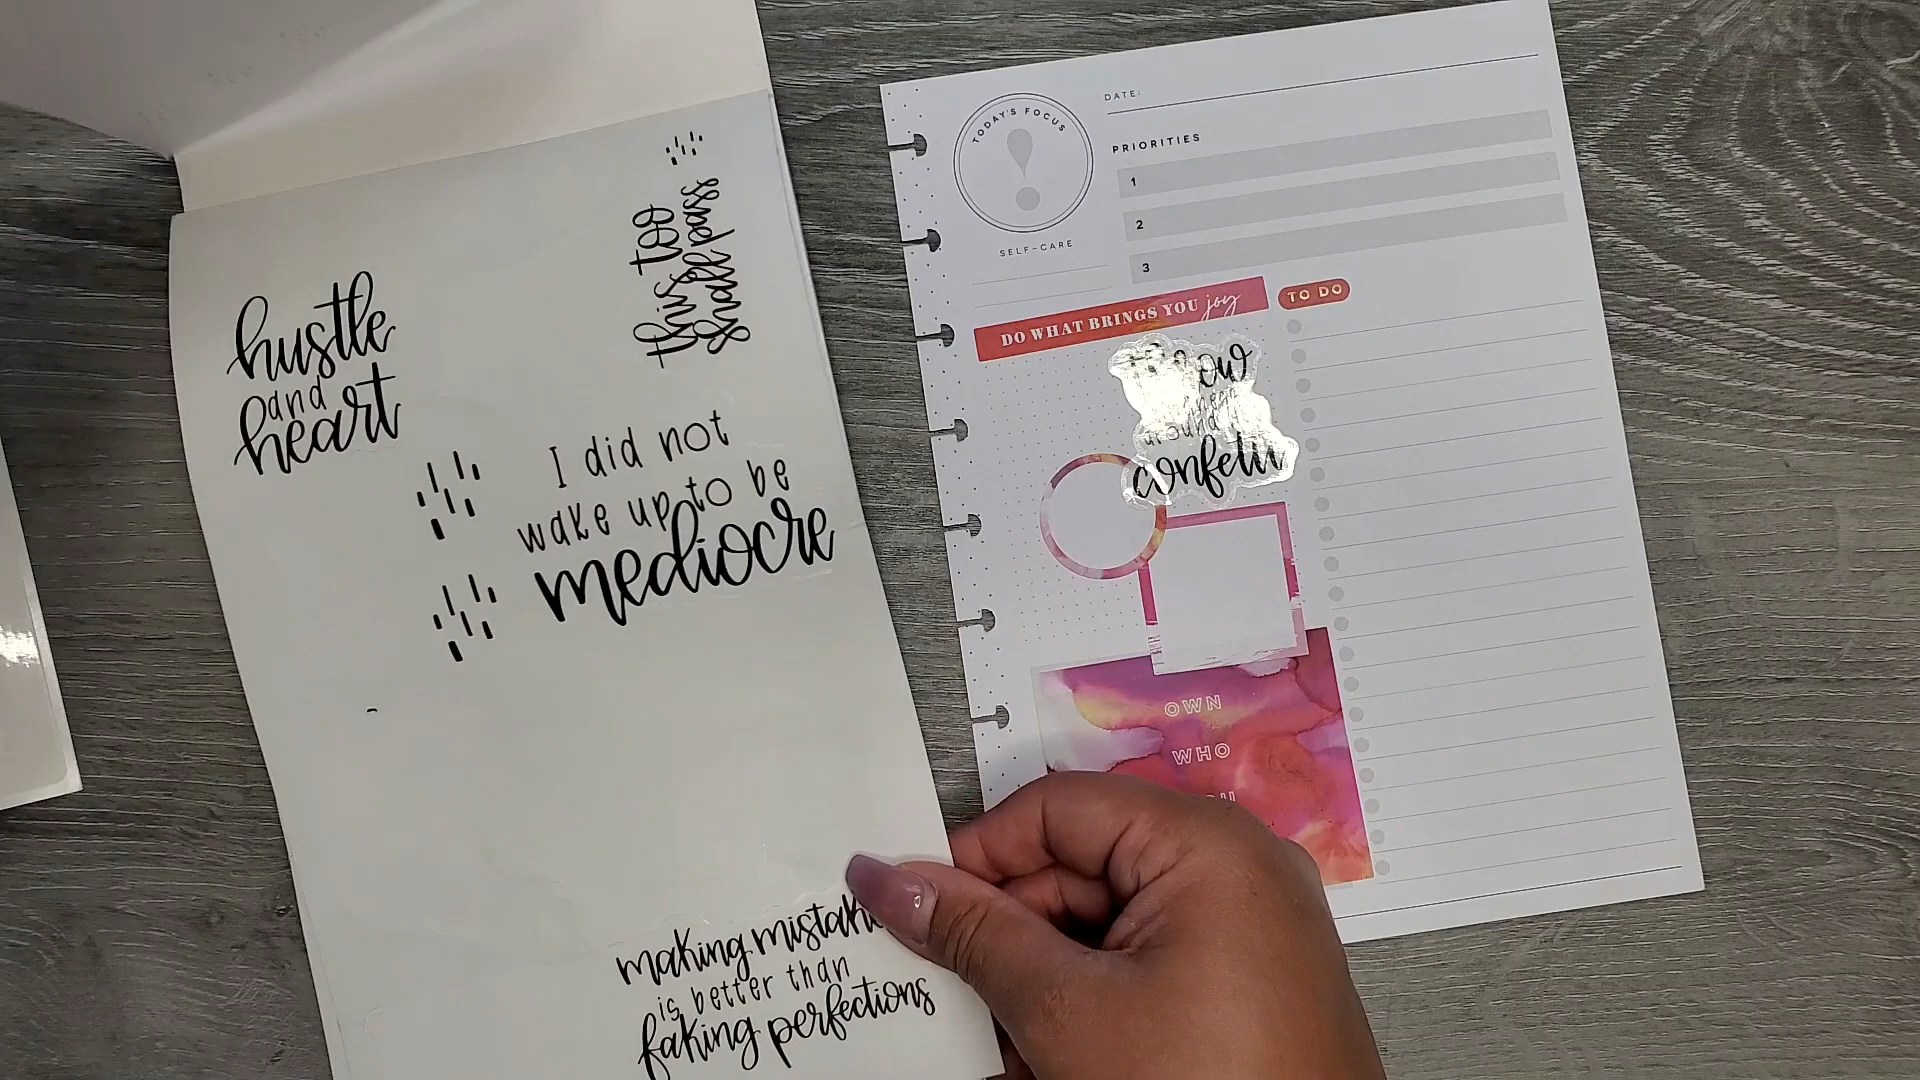 hustle
and
heart
this too
shall pass
I did not
wake up to be
mediocre
making
is better than
faking perfections
TODAY'S FOCUS
SELF-CARE
DATE:
PRIORITIES
1
2
3
DO WHAT BRINGS YOU joy
TO DO
around
confetti
OWN
WHO